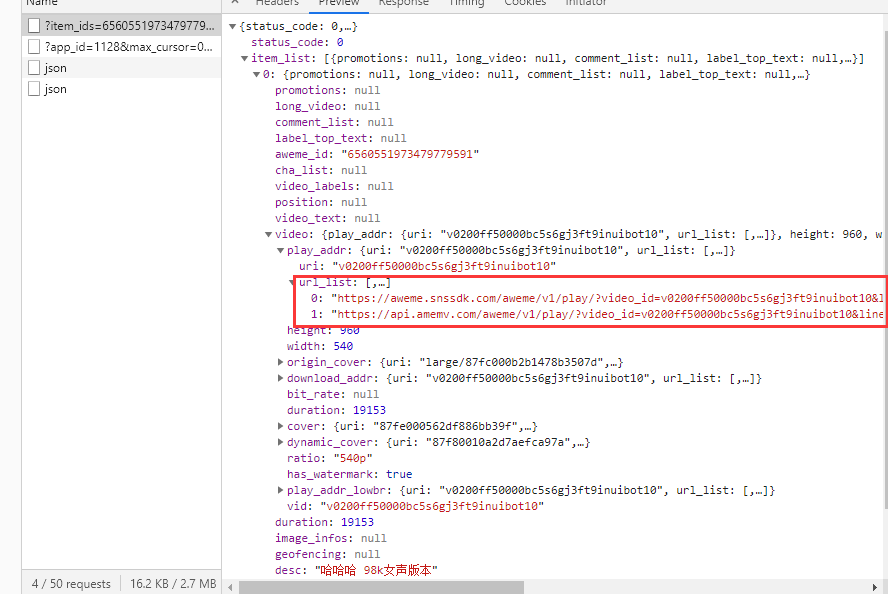 Name
Headers Preview Response Timing Cookies Initiator
?item_ids=6560551973479779...
?app_id=1128&max_cursor=0...
json
json
{status_code: 0,…}
status_code: 0
item_list: [{promotions: null, long_video: null, comment_list: null, label_top_text: null,…}]
0: {promotions: null, long_video: null, comment_list: null, label_top_text: null,…}
promotions: null
long_video: null
comment_list: null
label_top_text: null
aweme_id: "6560551973479779591"
cha_list: null
video_labels: null
position: null
video_text: null
video: {play_addr: {uri: "v0200ff50000bc5s6gj3ft9inuibot10", url_list: [,…]}, height: 960, w
play_addr: {uri: "v0200ff50000bc5s6gj3ft9inuibot10", url_list: [,…]}
uri: "v0200ff50000bc5s6gj3ft9inuibot10"
url_list: [,…]
0: "https://aweme.snssdk.com/aweme/v1/play/?video_id=v0200ff50000bc5s6gj3ft9inuibot10&l
1: "https://api.amemv.com/aweme/v1/play/?video_id=v0200ff50000bc5s6gj3ft9inuibot10&line
height: 960
width: 540
origin_cover: {uri: "large/87fc000b2b1478b3507d",…}
download_addr: {uri: "v0200ff50000bc5s6gj3ft9inuibot10", url_list: [,…]}
bit_rate: null
duration: 19153
cover: {uri: "87fe000562df886bb39f",…}
dynamic_cover: {uri: "87f80010a2d7aefca97a",…}
ratio: "540p"
has_watermark: true
play_addr_lowbr: {uri: "v0200ff50000bc5s6gj3ft9inuibot10", url_list: [,…]}
vid: "v0200ff50000bc5s6gj3ft9inuibot10"
duration: 19153
image_infos: null
geofencing: null
desc: "哈哈哈 98k女声版本"
4 / 50 requests 16.2 KB / 2.7 MB